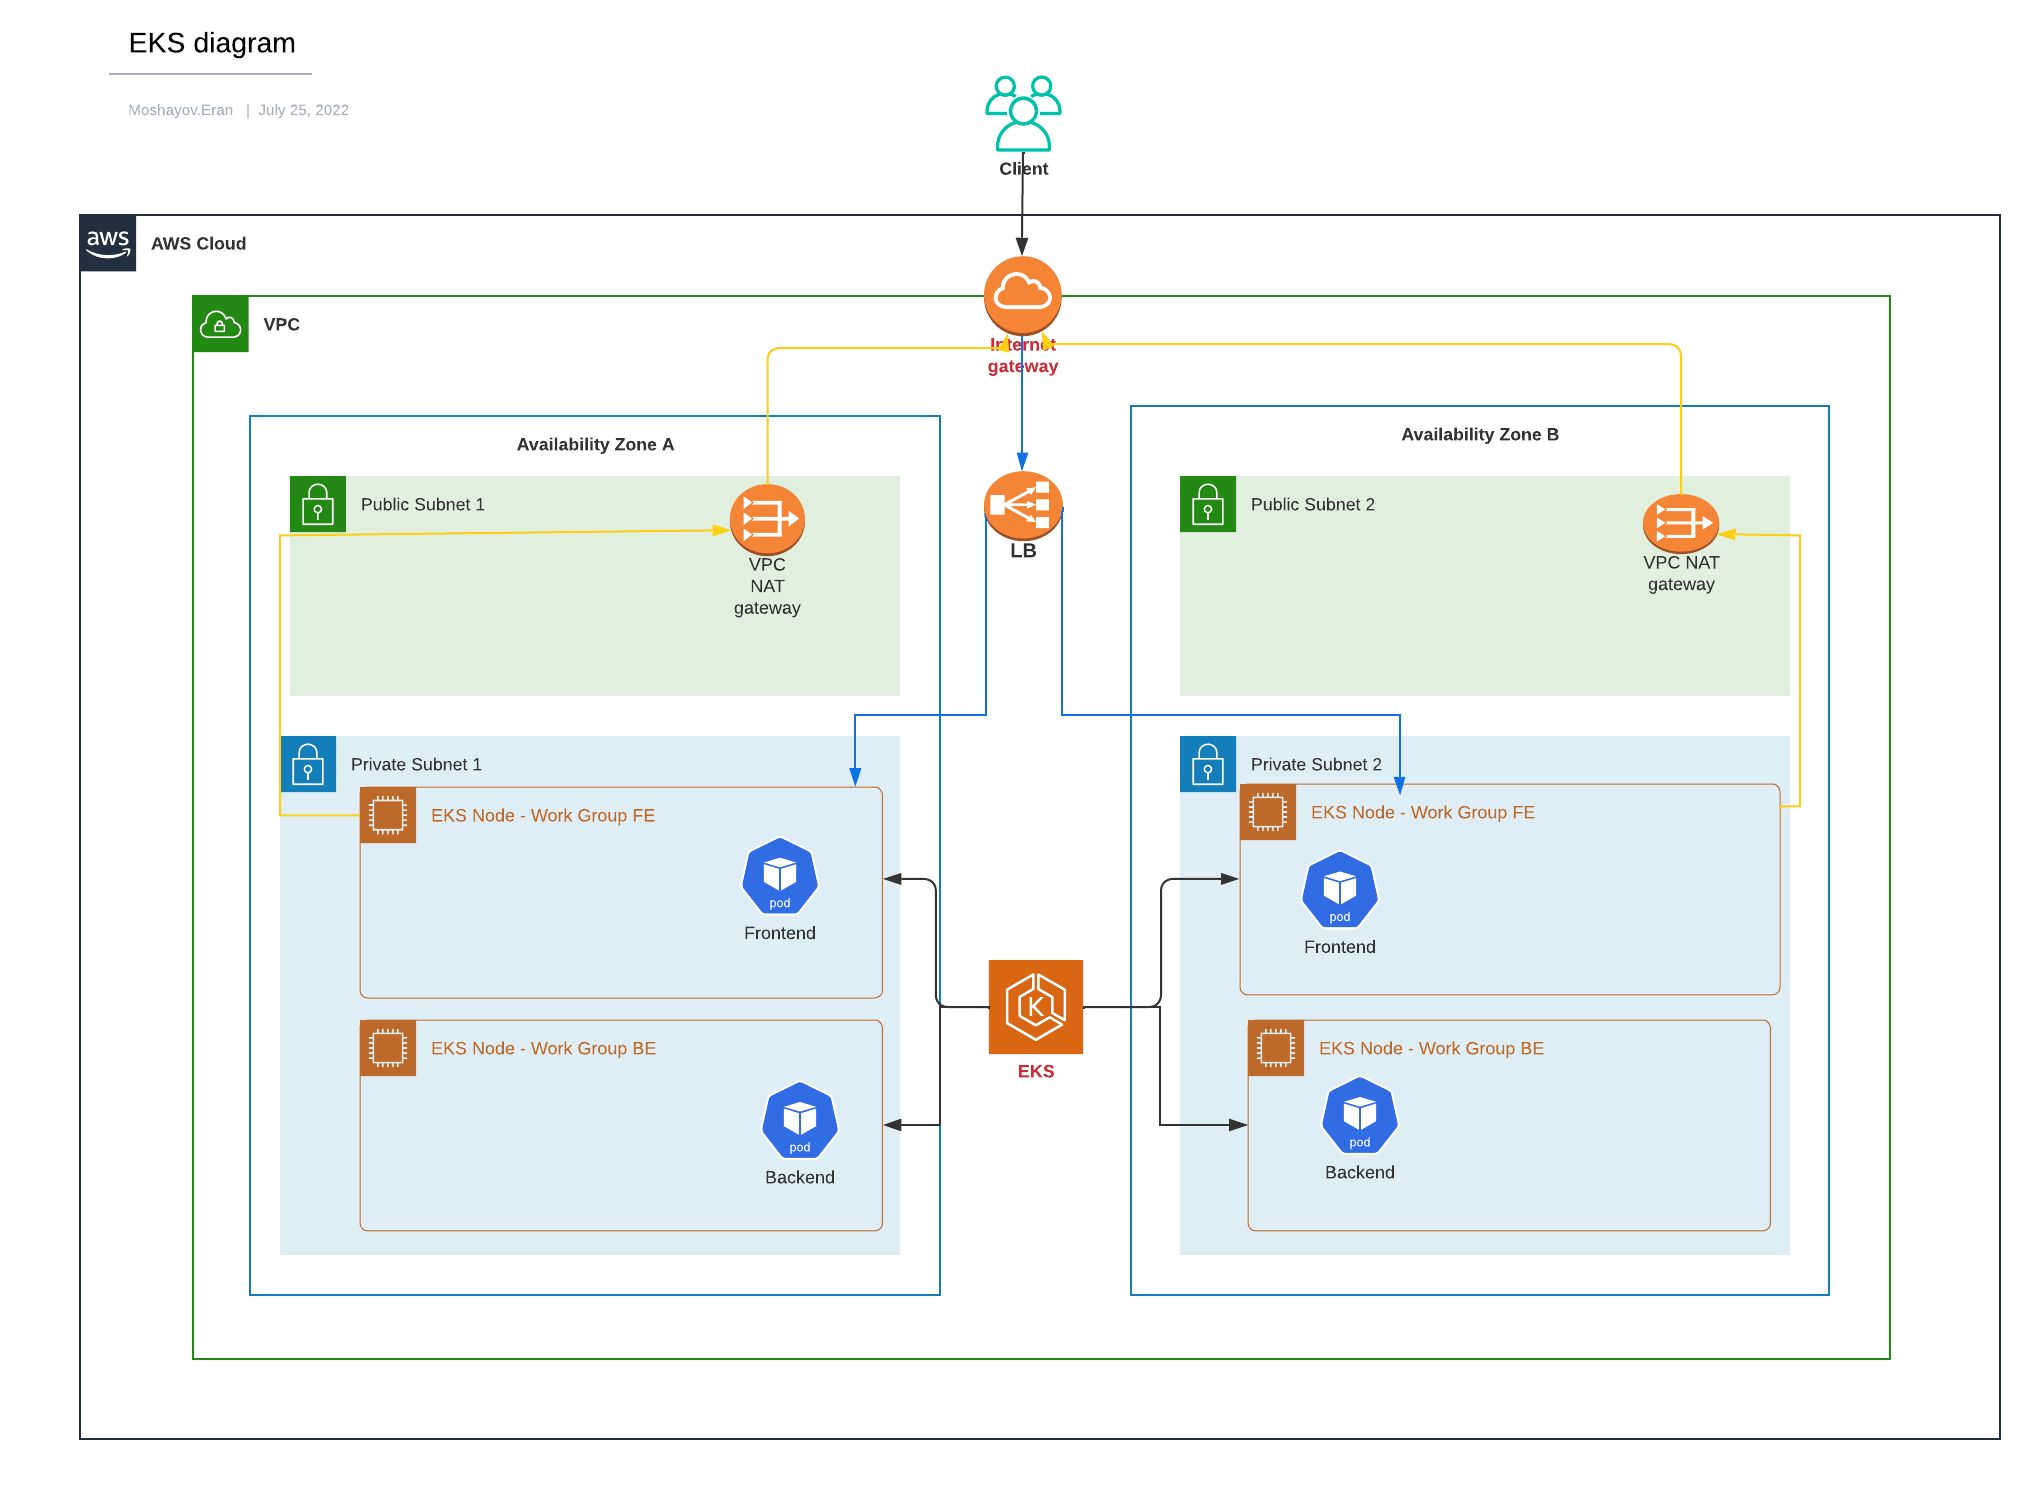 EKS diagram
Moshayov.Eran | July 25, 2022
Client
aws
AWS Cloud
VPC
Internet
gateway
Availability Zone A
Availability Zone B
Public Subnet 1
Public Subnet 2
VPC
NAT
gateway
LB
VPC NAT
gateway
Private Subnet 1
Private Subnet 2
EKS Node - Work Group FE
EKS Node - Work Group FE
pod
Frontend
pod
Frontend
K
EKS
EKS Node - Work Group BE
EKS Node - Work Group BE
pod
Backend
pod
Backend